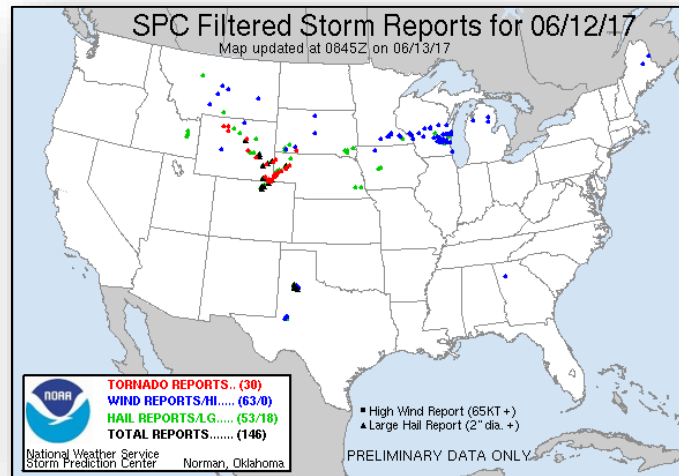 SPC Filtered Storm Reports for 06/12/17
Map updated at 0845Z on 06/13/17
NOAA
TORNADO REPORTS.. (30)
WIND REPORTS/HI..... (63/0)
HAIL REPORTS/LG.... (53/18)
TOTAL REPORTS....... (146)
National Weather Service
Storm Prediction Center Norman, Oklahoma
High Wind Report (65KT +)
Large Hail Report (2" dia. +)
PRELIMINARY DATA ONLY